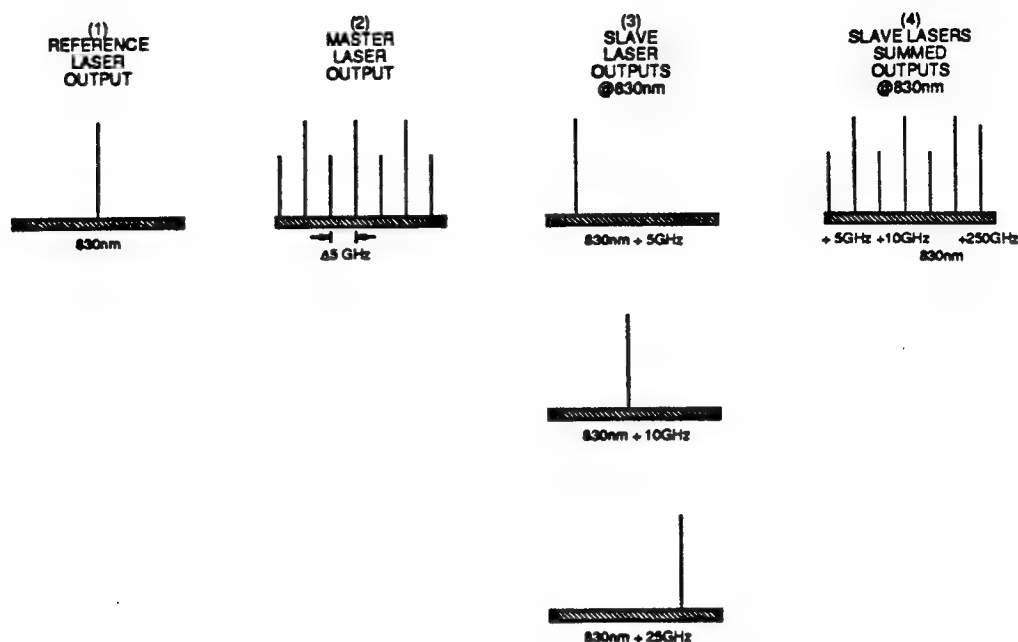 (1)
REFERENCE
LASER
OUTPUT
830nm
(2)
MASTER
LASER
OUTPUT
Δ5 GHz
(3)
SLAVE
LASER
OUTPUTS
@830nm
830nm + 5GHz
830nm + 10GHz
830nm + 25GHz
(4)
SLAVE LASERS
SUMMED
OUTPUTS
@830nm
+ 5GHz +10GHz +250GHz
830nm